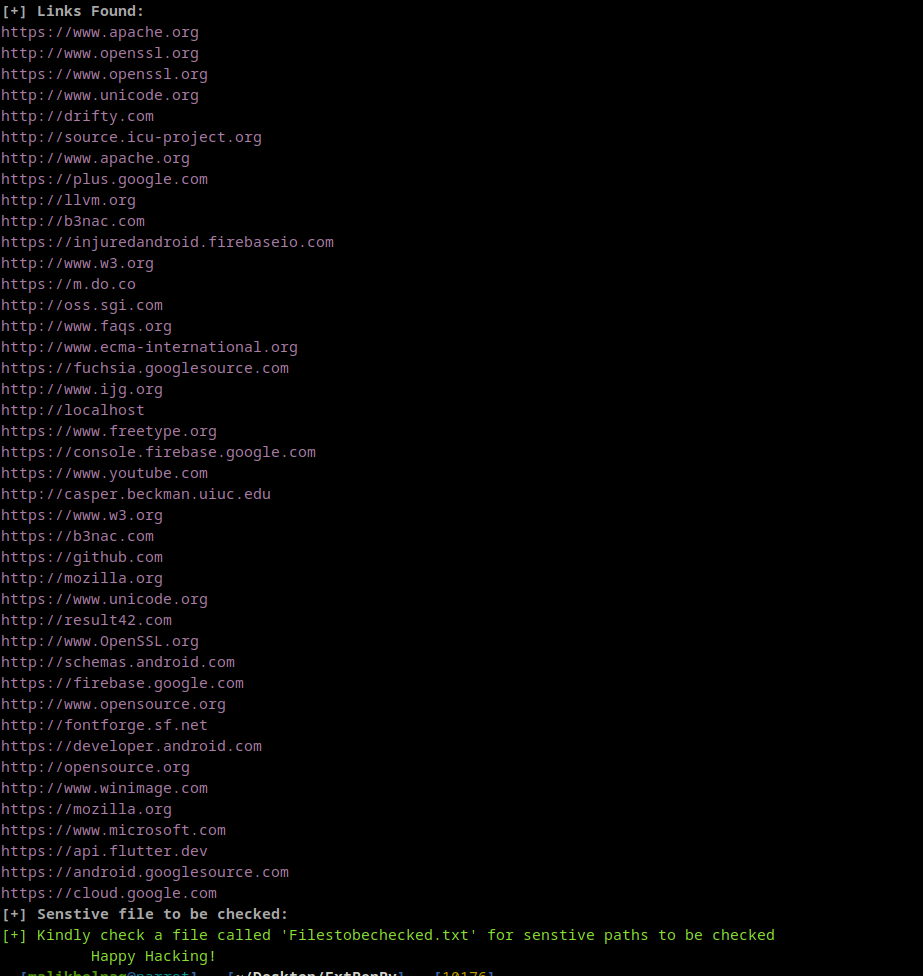 [+] Links Found:
https://www.apache.org
http://www.openssl.org
https://www.openssl.org
http://www.unicode.org
http://drifty.com
http://source.icu-project.org
http://www.apache.org
https://plus.google.com
http://llvm.org
http://b3nac.com
https://injuredandroid.firebaseio.com
http://www.w3.org
https://m.do.co
http://oss.sgi.com
http://www.faqs.org
http://www.ecma-international.org
https://fuchsia.googlesource.com
http://www.ijg.org
http://localhost
https://www.freetype.org
https://console.firebase.google.com
https://www.youtube.com
http://casper.beckman.uiuc.edu
https://www.w3.org
https://b3nac.com
https://github.com
http://mozilla.org
https://www.unicode.org
http://result42.com
http://www.OpenSSL.org
http://schemas.android.com
https://firebase.google.com
http://www.opensource.org
http://fontforge.sf.net
https://developer.android.com
http://opensource.org
http://www.winimage.com
https://mozilla.org
https://www.microsoft.com
https://api.flutter.dev
https://android.googlesource.com
https://cloud.google.com
[+] Senstive file to be checked:
[+] Kindly check a file called 'Filestobechecked.txt' for senstive paths to be checked
Happy Hacking!